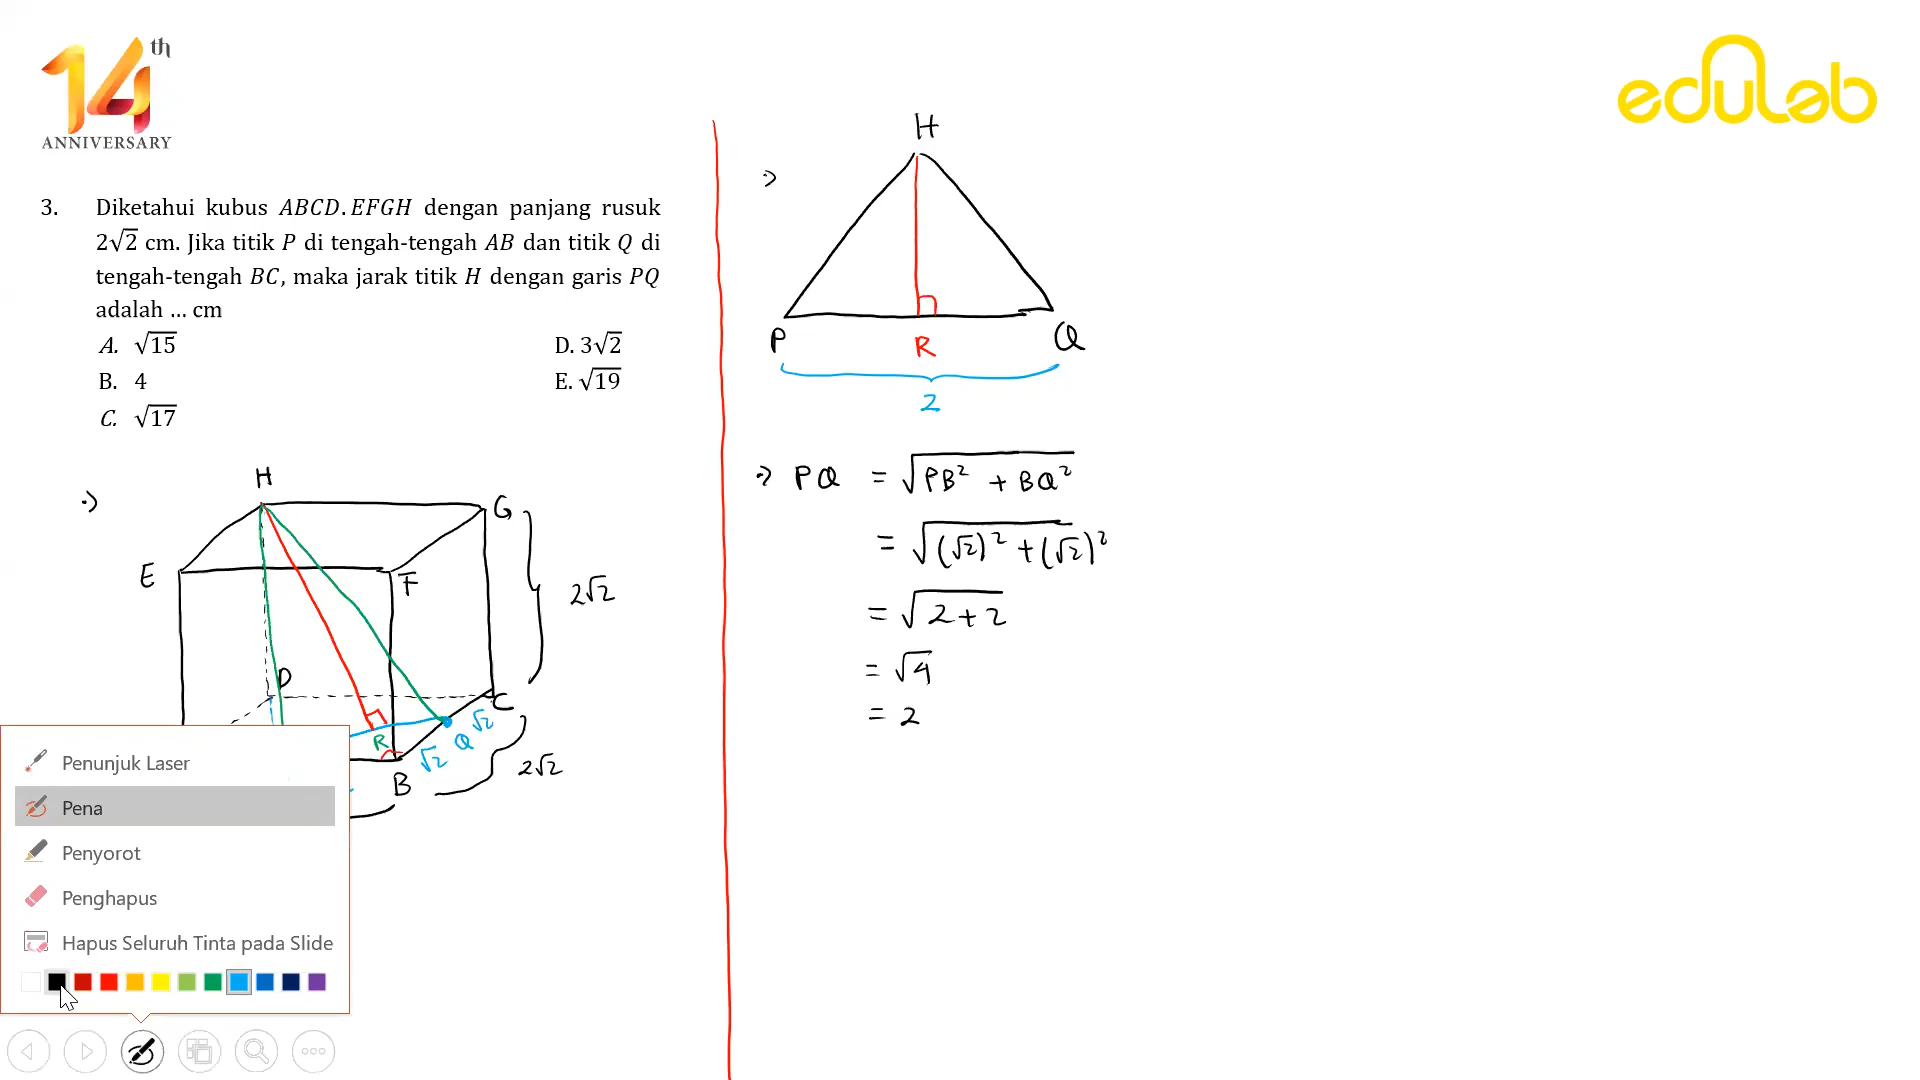 14th
ANNIVERSARY
edulab
3. Diketahui kubus ABCD.EFGH dengan panjang rusuk
2√2 cm. Jika titik P di tengah-tengah AB dan titik Q di
tengah-tengah BC, maka jarak titik H dengan garis PQ
adalah ... cm
A. √15
D. 3√2
B. 4
E. √19
C. √17
H
G
E
F
2√2
D
C
√2
R
Q
√2
B
2√2
H
P
R
Q
2
PQ = √PB² + BQ²
= √(√2)² + (√2)²
= √2+2
= √4
= 2
Penunjuk Laser
Pena
Penyorot
Penghapus
Hapus Seluruh Tinta pada Slide